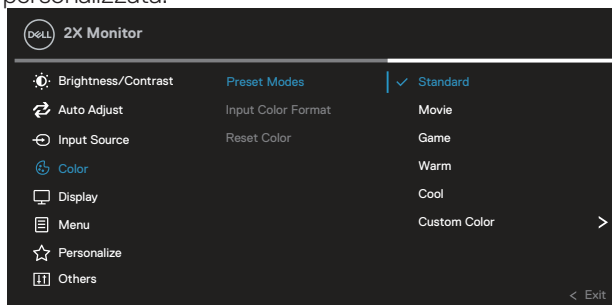 personalizzata.
DELL 2X Monitor
Brightness/Contrast Preset Modes Standard
Auto Adjust Input Color Format Movie
Input Source Reset Color Game
Color Warm
Display Cool
Menu Custom Color >
Personalize
Others
< Exit